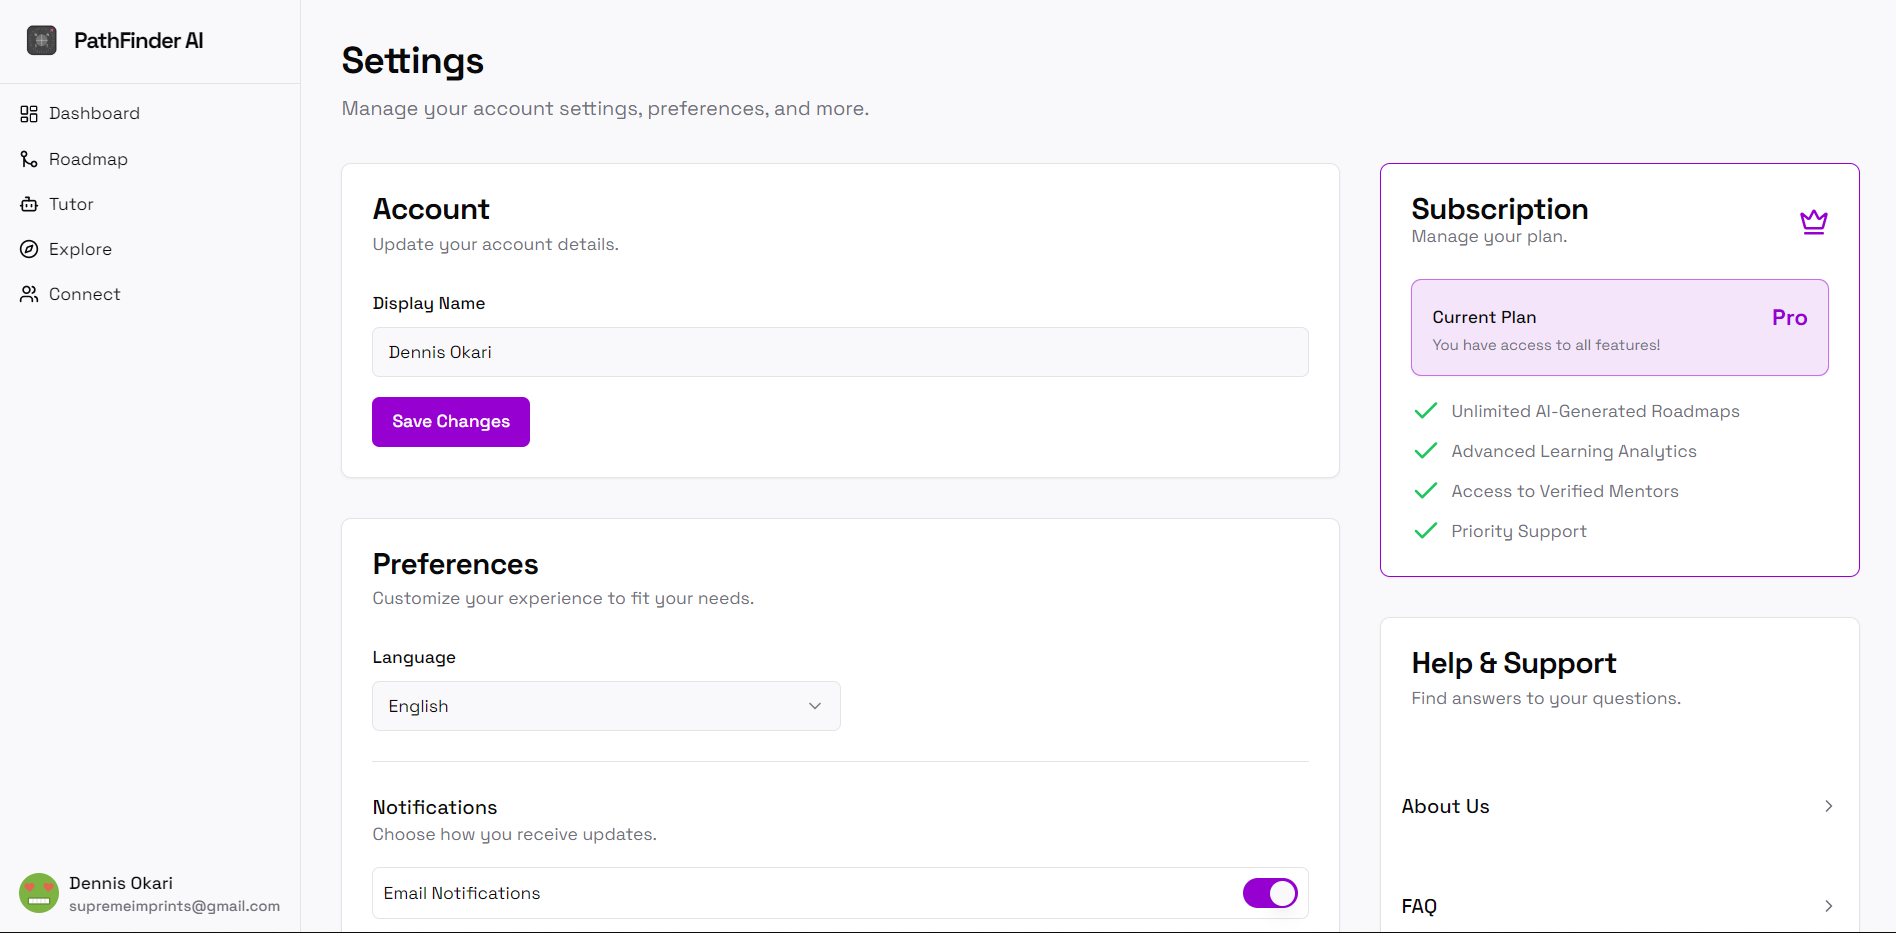 PathFinder AI
Dashboard
Roadmap
Tutor
Explore
Connect
Dennis Okari
supremeimprints@gmail.com
Settings
Manage your account settings, preferences, and more.
Account
Update your account details.
Display Name
Dennis Okari
Save Changes
Preferences
Customize your experience to fit your needs.
Language
English
Notifications
Choose how you receive updates.
Email Notifications
Subscription
Manage your plan.
Current Plan
Pro
You have access to all features!
Unlimited AI-Generated Roadmaps
Advanced Learning Analytics
Access to Verified Mentors
Priority Support
Help & Support
Find answers to your questions.
About Us
FAQ